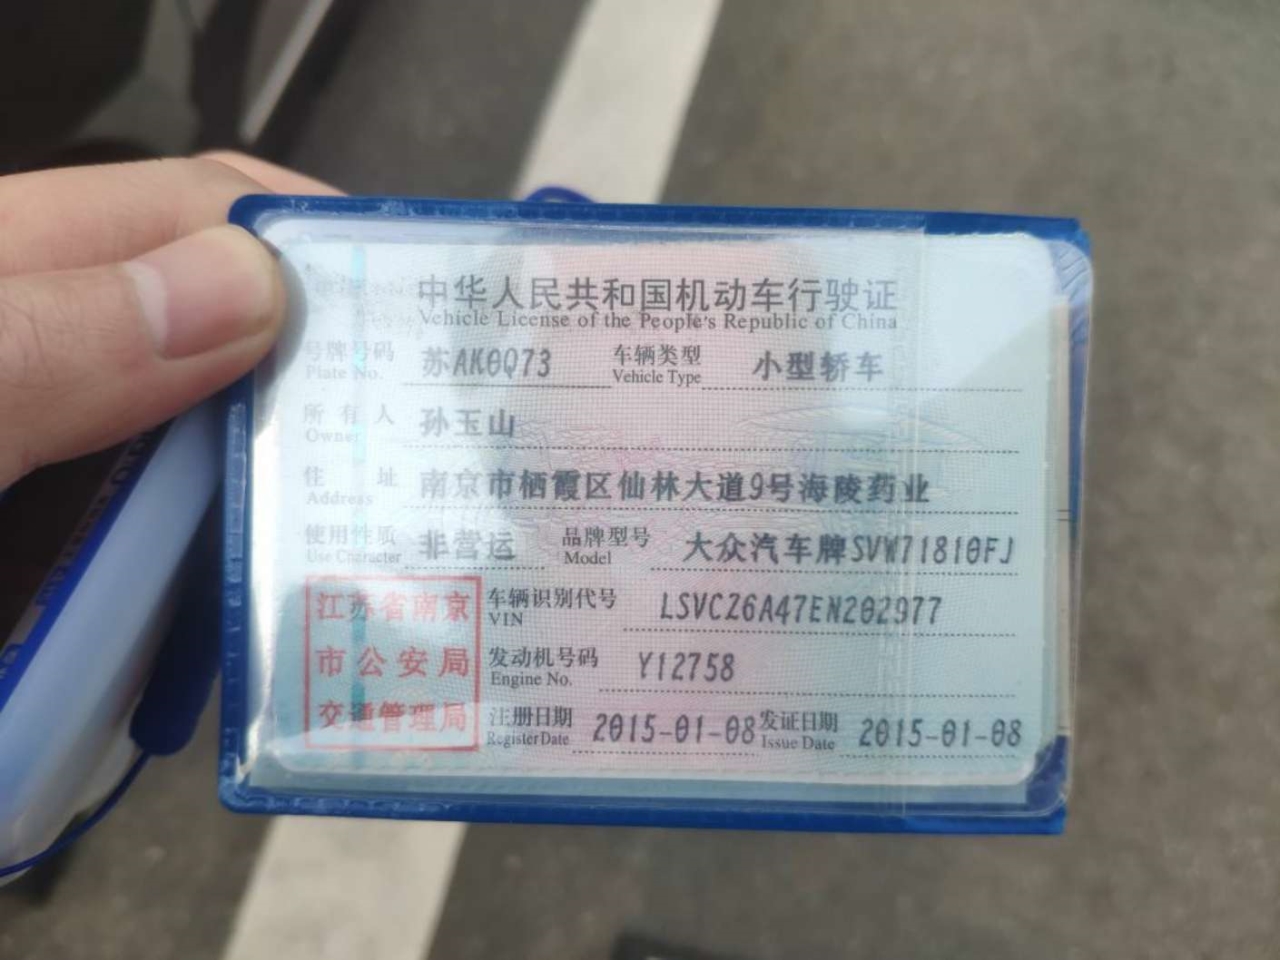 中华人民共和国机动车行驶证
Vehicle License of the People's Republic of China
号牌号码 苏AK0Q73 车辆类型 小型轿车
Plate No. Vehicle Type
所有人 孙玉山
Owner
住址 南京市栖霞区仙林大道9号海陵药业
Address
使用性质 非营运 品牌型号 大众汽车牌SVW71810FJ
Use Character Model
江苏省南京
市公安局
交通管理局
车辆识别代号 LSVCZ6A47EN202977
VIN
发动机号码 Y12758
Engine No.
注册日期 2015-01-08 发证日期 2015-01-08
Register Date Issue Date